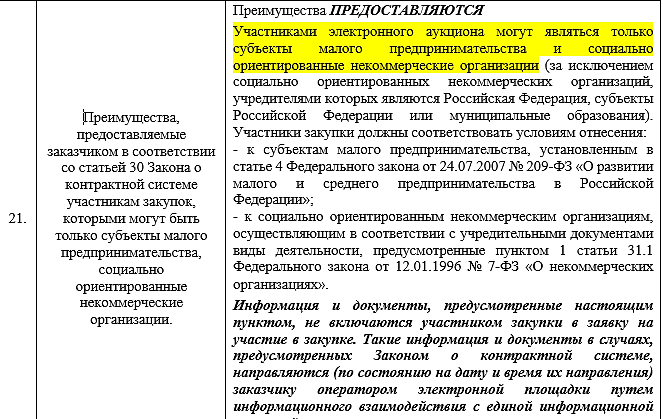 Преимущества ПРЕДОСТАВЛЯЮТСЯ
Участниками электронного аукциона могут являться только
субъекты малого предпринимательства и социально
ориентированные некоммерческие организации (за исключением
социально ориентированных некоммерческих организаций,
учредителями которых являются Российская Федерация, субъекты
Российской Федерации или муниципальные образования).
Участники закупки должны соответствовать условиям отнесения:
- к субъектам малого предпринимательства, установленным в
статье 4 Федерального закона от 24.07.2007 № 209-ФЗ «О развитии
малого и среднего предпринимательства в Российской
Федерации»;
- к социально ориентированным некоммерческим организациям,
осуществляющим в соответствии с учредительными документами
виды деятельности, предусмотренные пунктом 1 статьи 31.1
Федерального закона от 12.01.1996 № 7-ФЗ «О некоммерческих
организациях».
Информация и документы, предусмотренные настоящим
пунктом, не включаются участником закупки в заявку на
участие в закупке. Такие информация и документы в случаях,
предусмотренных Законом о контрактной системе,
направляются (по состоянию на дату и время их направления)
заказчику оператором электронной площадки путем
информационного взаимодействия с единой информационной
21.
Преимущества,
предоставляемые
заказчиком в соответствии
со статьей 30 Закона о
контрактной системе
участникам закупок,
которыми могут быть
только субъекты малого
предпринимательства,
социально
ориентированные
некоммерческие
организации.